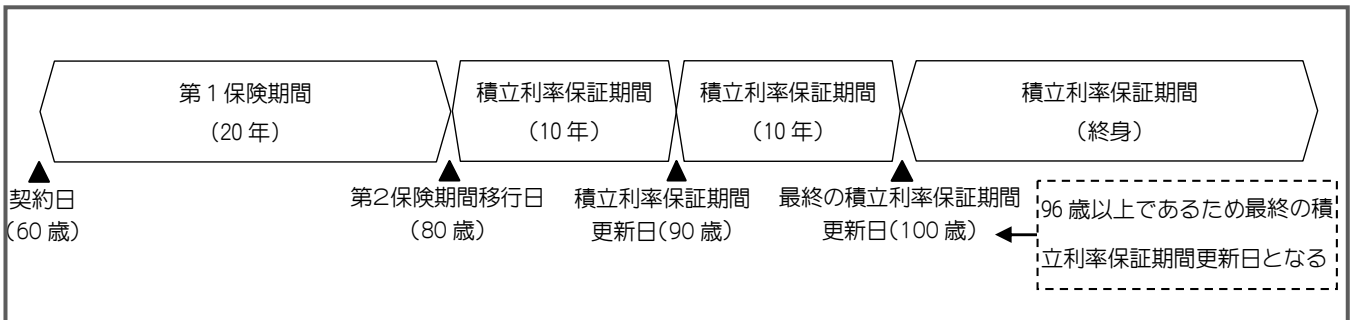 第1保険期間
(20年)
積立利率保証期間
(10年)
積立利率保証期間
(10年)
積立利率保証期間
(終身)
契約日
(60歳)
第2保険期間移行日
(80歳)
積立利率保証期間
更新日(90歳)
最終の積立利率保証期間
更新日(100歳)
96歳以上であるため最終の積
立利率保証期間更新日となる